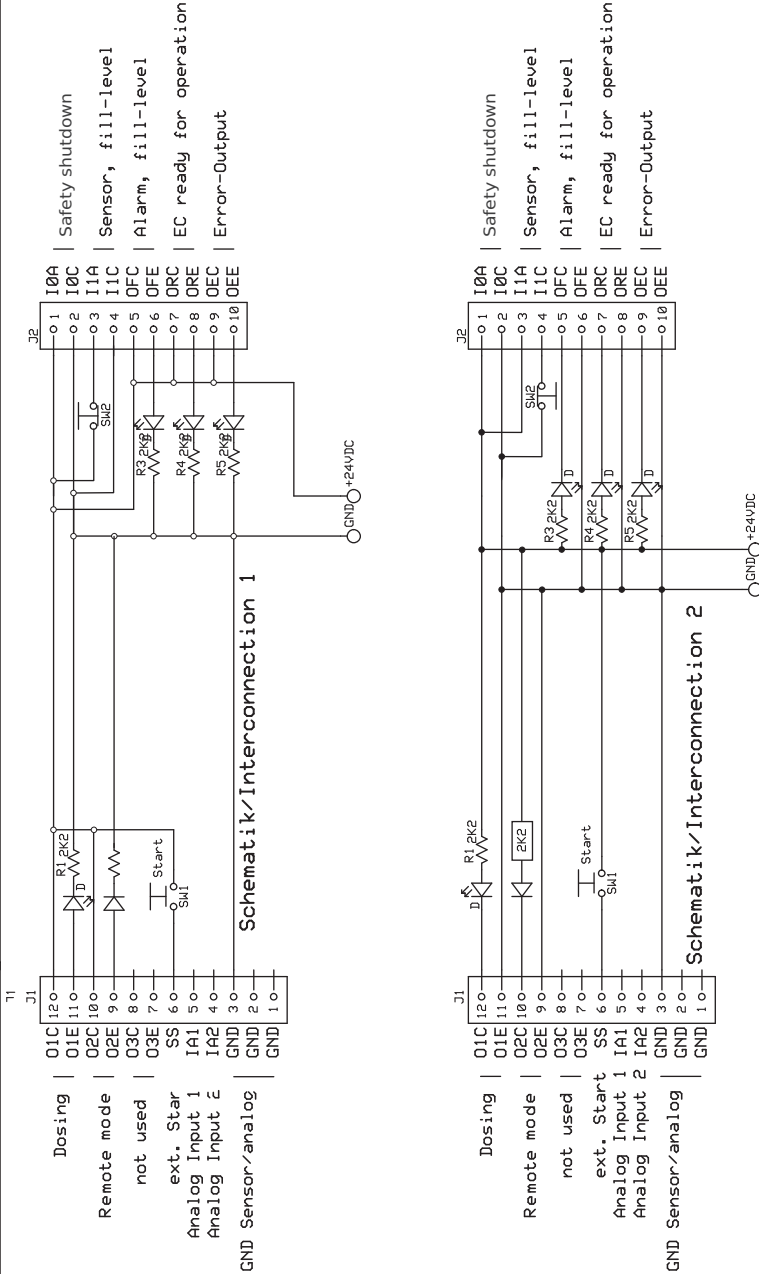 J1
J1
O1C 12
O1E 11
O2C 10
O2E 9
O3C 8
O3E 7
SS 6
IA1 5
IA2 4
GND 3
GND 2
GND 1
Dosing
Remote mode
not used
ext. Star
Analog Input 1
Analog Input 2
GND Sensor/analog
R1 2K2
D
Start
SW1
Schematik/Interconnection 1
GND
+24VDC
R3 2K2
R4 2K2
R5 2K2
SW2
J2
1 I0A
2 I0C
3 I1A
4 I1C
5 OFC
6 OFE
7 ORC
8 ORE
9 OEC
10 OEE
Safety shutdown
Sensor, fill-level
Alarm, fill-level
EC ready for operation
Error-Output
J1
O1C 12
O1E 11
O2C 10
O2E 9
O3C 8
O3E 7
SS 6
IA1 5
IA2 4
GND 3
GND 2
GND 1
Dosing
Remote mode
not used
ext. Start
Analog Input 1
Analog Input 2
GND Sensor/analog
D
R1 2K2
2K2
Start
SW1
Schematik/Interconnection 2
GND
+24VDC
R3 2K2
D
R4 2K2
D
R5 2K2
D
SW2
J2
1 I0A
2 I0C
3 I1A
4 I1C
5 OFC
6 OFE
7 ORC
8 ORE
9 OEC
10 OEE
Safety shutdown
Sensor, fill-level
Alarm, fill-level
EC ready for operation
Error-Output